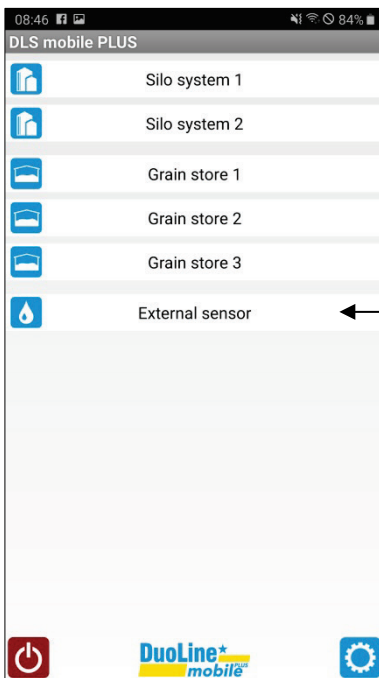 08:46 84%
DLS mobile PLUS
Silo system 1
Silo system 2
Grain store 1
Grain store 2
Grain store 3
External sensor
DuoLine
mobile PLUS